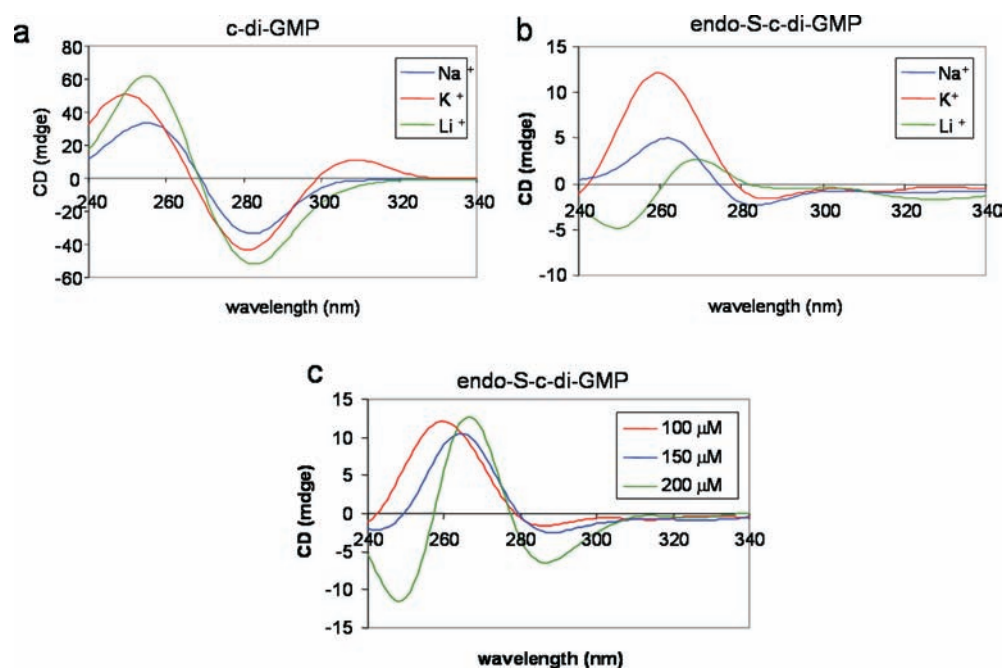 a
c-di-GMP
80
60
40
20
0
-20
-40
-60
240 260 280 300 320 340
CD (mdge)
wavelength (nm)
Na +
K +
Li +
b
endo-S-c-di-GMP
15
10
5
0
-5
-10
240 260 280 300 320 340
CD (mdge)
wavelength (nm)
Na+
K+
Li +
c
endo-S-c-di-GMP
15
10
5
0
-5
-10
-15
240 260 280 300 320 340
CD (mdge)
wavelength (nm)
100 µM
150 µM
200 µM